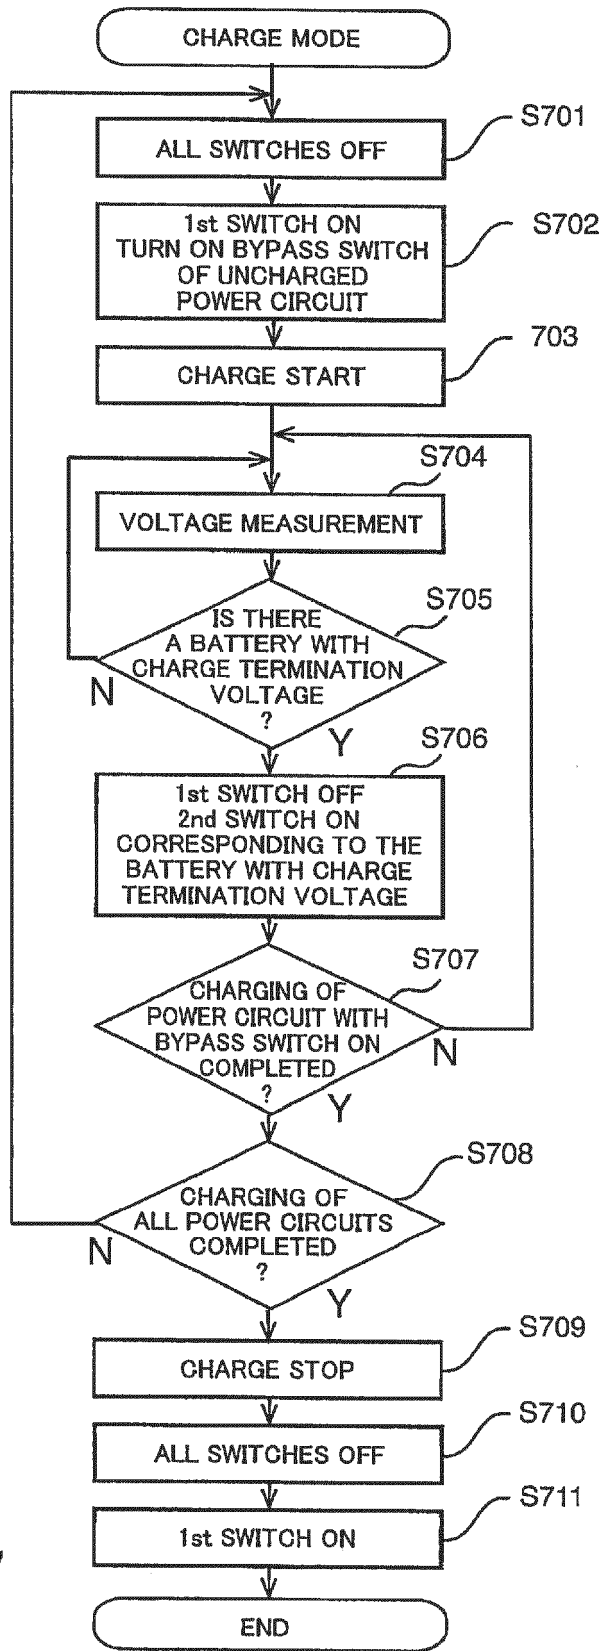 CHARGE MODE
S701
ALL SWITCHES OFF
S702
1st SWITCH ON
TURN ON BYPASS SWITCH
OF UNCHARGED
POWER CIRCUIT
703
CHARGE START
S704
VOLTAGE MEASUREMENT
S705
IS THERE
A BATTERY WITH
CHARGE TERMINATION
VOLTAGE
?
N
Y
S706
1st SWITCH OFF
2nd SWITCH ON
CORRESPONDING TO THE
BATTERY WITH CHARGE
TERMINATION VOLTAGE
S707
CHARGING OF
POWER CIRCUIT WITH
BYPASS SWITCH ON
COMPLETED
?
N
Y
S708
CHARGING OF
ALL POWER CIRCUITS
COMPLETED
?
N
Y
S709
CHARGE STOP
S710
ALL SWITCHES OFF
S711
1st SWITCH ON
END